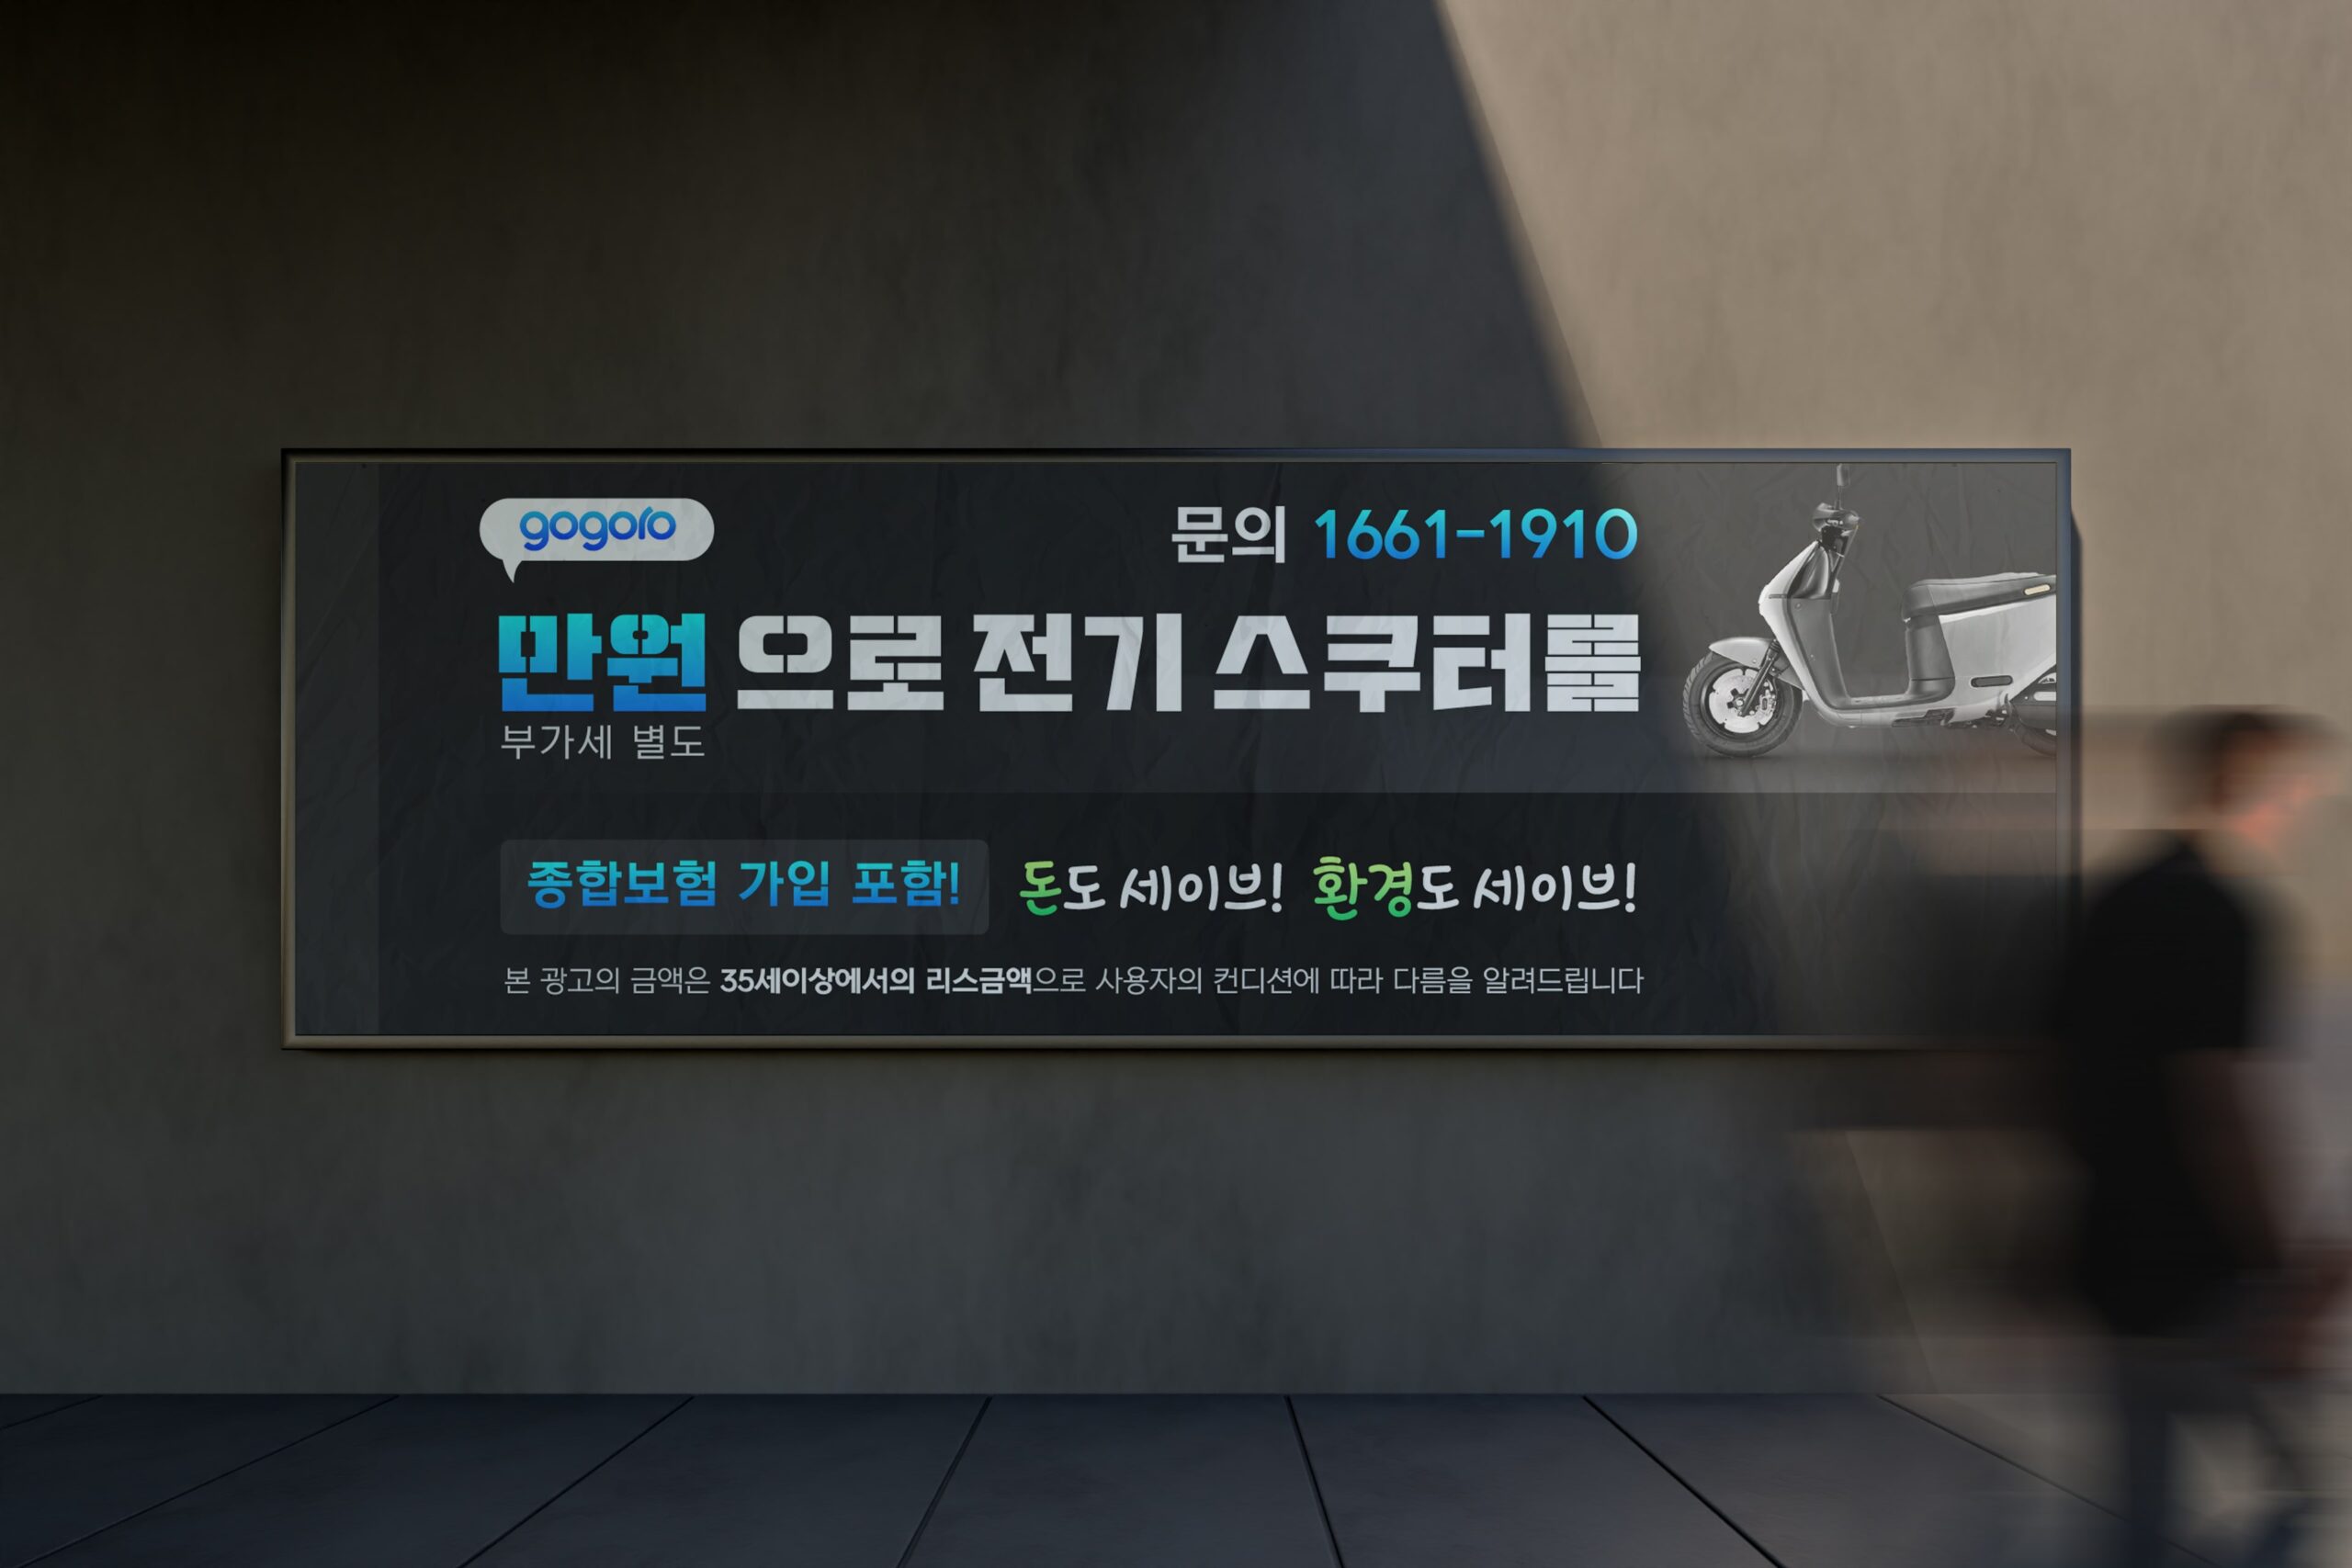 gogoro
문의 1661-1910
만원으로 전기 스쿠터를
부가세 별도
종합보험 가입 포함!
돈도 세이브! 환경도 세이브!
본 광고의 금액은 35세이상에서의 리스금액으로 사용자의 컨디션에 따라 다름을 알려드립니다